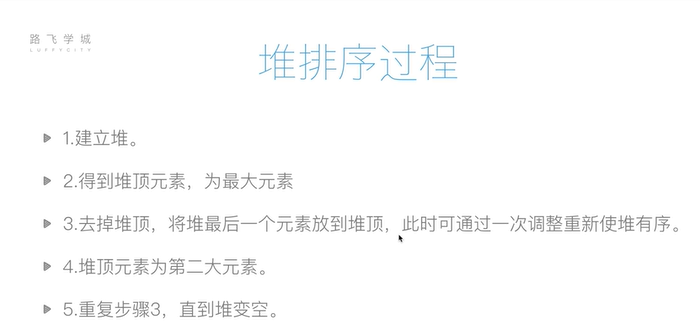 路飞学城
LUFFYCITY
堆排序过程
1.建立堆。
2.得到堆顶元素，为最大元素
3.去掉堆顶，将堆最后一个元素放到堆顶，此时可通过一次调整重新使堆有序。
4.堆顶元素为第二大元素。
5.重复步骤3，直到堆变空。